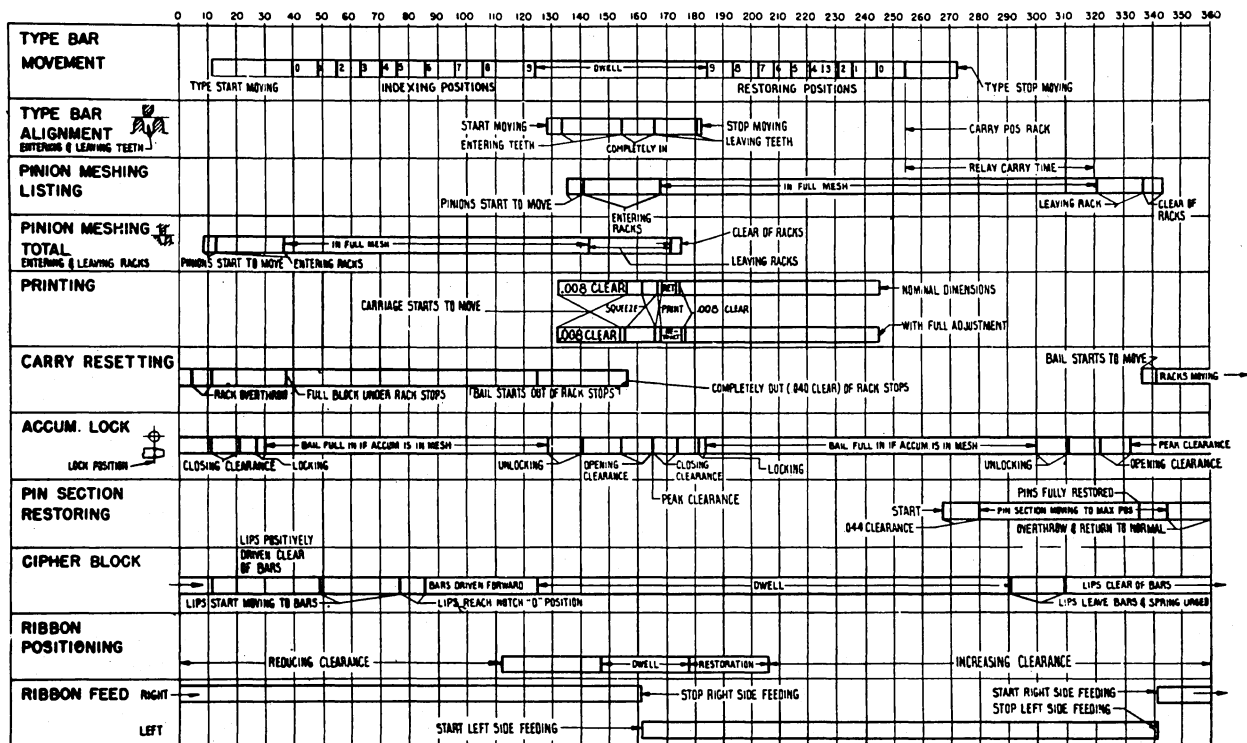 0 10 20 30 40 50 60 70 80 90 100 110 120 130 140 150 160 170 180 190 200 210 220 230 240 250 260 270 280 290 300 310 320 330 340 350 360
TYPE BAR
MOVEMENT
0 1 2 3 4 5 6 7 8 9 DWELL 9 8 7 6 5 4 3 2 1 0
TYPE START MOVING INDEXING POSITIONS RESTORING POSITIONS TYPE STOP MOVING
TYPE BAR
ALIGNMENT
ENTERING & LEAVING TEETH
START MOVING STOP MOVING CARRY POS RACK
ENTERING TEETH COMPLETELY IN LEAVING TEETH
PINION MESHING
LISTING
RELAY CARRY TIME
IN FULL MESH
PINIONS START TO MOVE ENTERING RACKS LEAVING RACK CLEAR OF RACKS
PINION MESHING
TOTAL
ENTERING & LEAVING RACKS
IN FULL MESH CLEAR OF RACKS
PINIONS START TO MOVE ENTERING RACKS LEAVING RACKS
PRINTING
.008 CLEAR RET NOMINAL DIMENSIONS
CARRIAGE STARTS TO MOVE SQUEEZE PRINT .008 CLEAR
.008 CLEAR WITH FULL ADJUSTMENT
CARRY RESETTING
BAIL STARTS TO MOVE
RACKS MOVING
RACK OVERTHROW FULL BLOCK UNDER RACK STOPS BAIL STARTS OUT OF RACK STOPS COMPLETELY OUT (.040 CLEAR) OF RACK STOPS
ACCUM. LOCK
LOCK POSITION
BAIL FULL IN IF ACCUM IS IN MESH BAIL FULL IN IF ACCUM IS IN MESH PEAK CLEARANCE
CLOSING CLEARANCE LOCKING UNLOCKING OPENING CLEARANCE CLOSING CLEARANCE LOCKING UNLOCKING OPENING CLEARANCE
PEAK CLEARANCE
PIN SECTION
RESTORING
PINS FULLY RESTORED
START PIN SECTION MOVING TO MAX POS
.044 CLEARANCE OVERTHROW & RETURN TO NORMAL
CIPHER BLOCK
LIPS POSITIVELY
DRIVEN CLEAR
OF BARS
BARS DRIVEN FORWARD DWELL LIPS CLEAR OF BARS
LIPS START MOVING TO BARS LIPS REACH NOTCH "0" POSITION LIPS LEAVE BARS & SPRING URGED
RIBBON
POSITIONING
REDUCING CLEARANCE DWELL RESTORATION INCREASING CLEARANCE
RIBBON FEED RIGHT
STOP RIGHT SIDE FEEDING START RIGHT SIDE FEEDING
STOP LEFT SIDE FEEDING
LEFT START LEFT SIDE FEEDING